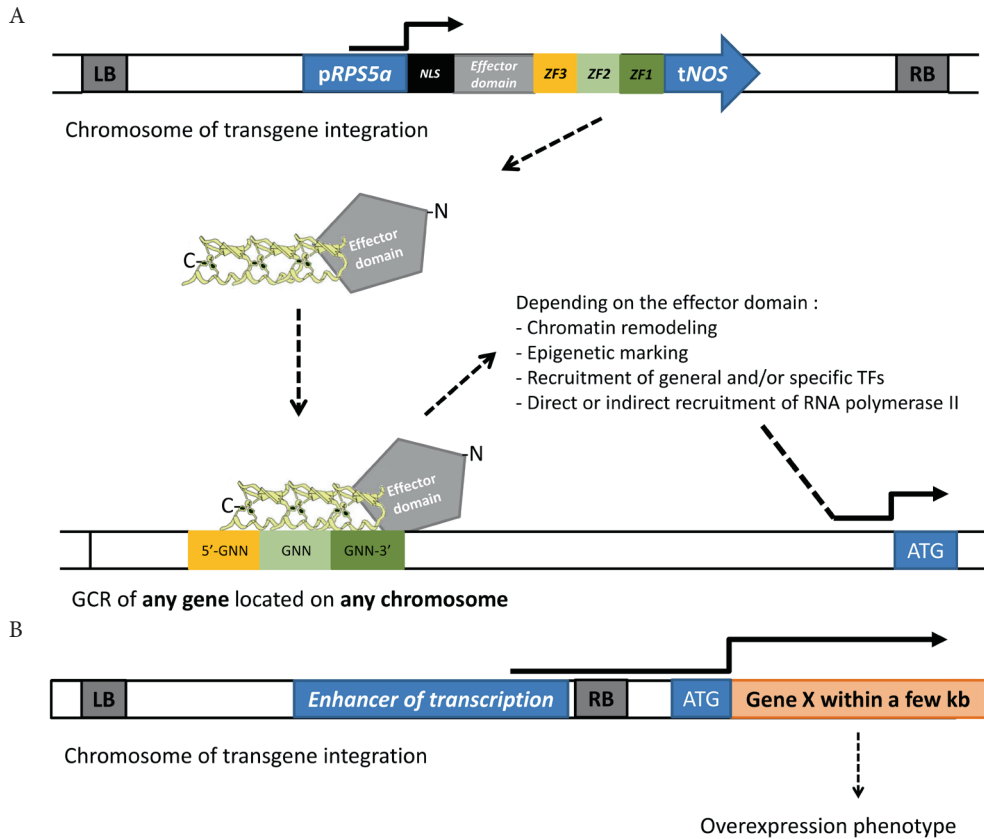 A
LB
pRPS5a
NLS
Effector
domain
ZF3
ZF2
ZF1
tNOS
RB
Chromosome of transgene integration
-N
Effector
domain
C-
Depending on the effector domain :
- Chromatin remodeling
- Epigenetic marking
- Recruitment of general and/or specific TFs
- Direct or indirect recruitment of RNA polymerase II
-N
Effector
domain
C-
5’-GNN
GNN
GNN-3’
ATG
GCR of any gene located on any chromosome
B
LB
Enhancer of transcription
RB
ATG
Gene X within a few kb
Chromosome of transgene integration
Overexpression phenotype